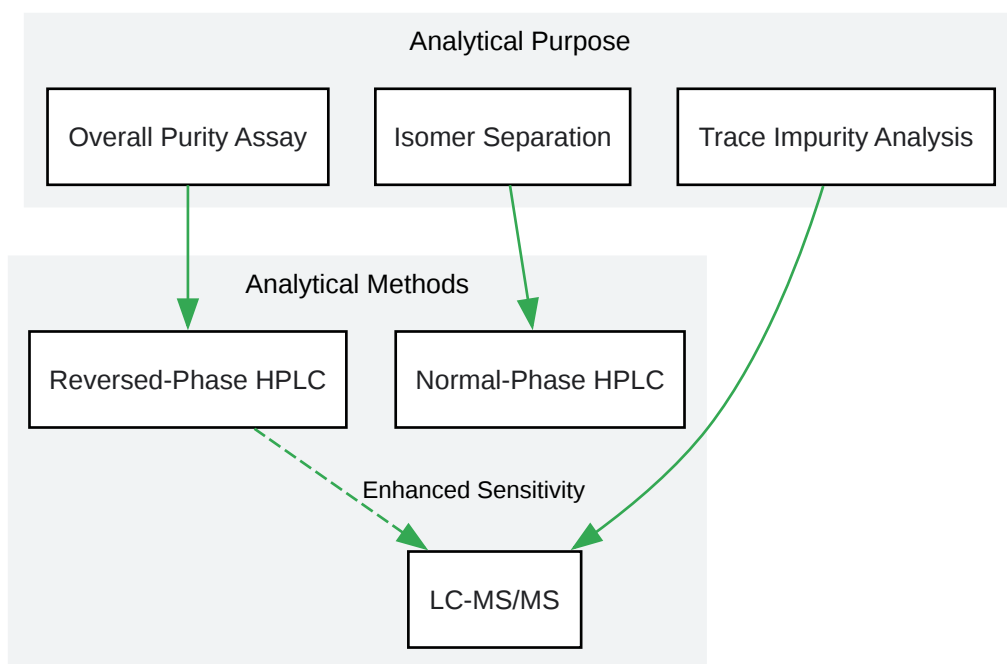 Analytical Purpose
Overall Purity Assay
Isomer Separation
Trace Impurity Analysis
Analytical Methods
Reversed-Phase HPLC
Normal-Phase HPLC
Enhanced Sensitivity
LC-MS/MS